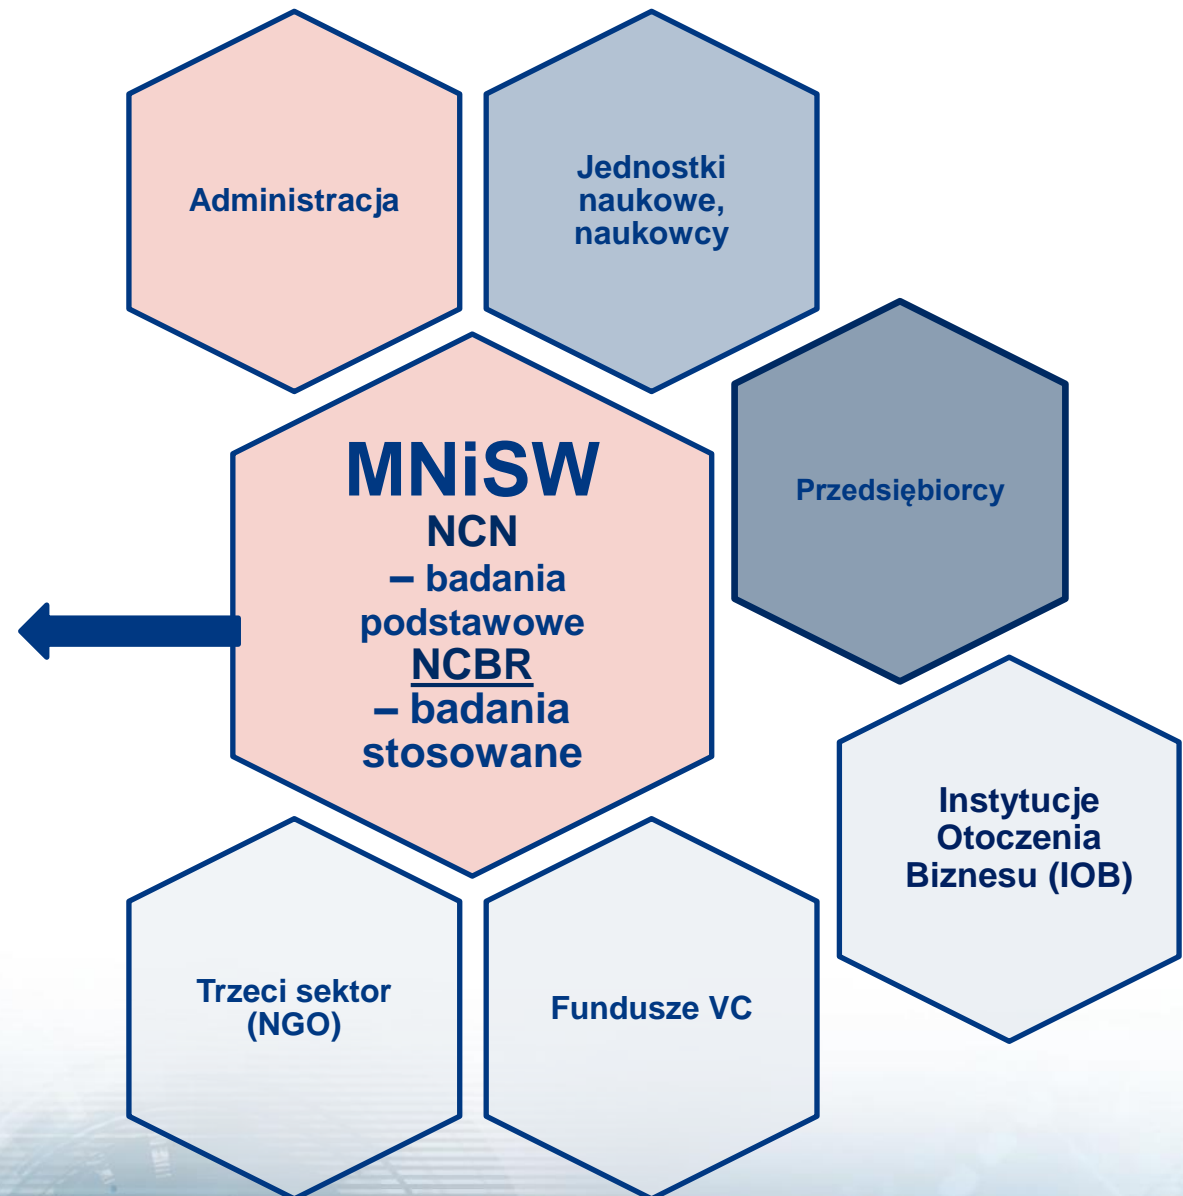 Administracja
Jednostki
naukowe,
naukowcy
MNiSW
NCN
– badania
podstawowe
NCBR
– badania
stosowane
Przedsiębiorcy
Instytucje
Otoczenia
Biznesu (IOB)
Trzeci sektor
(NGO)
Fundusze VC